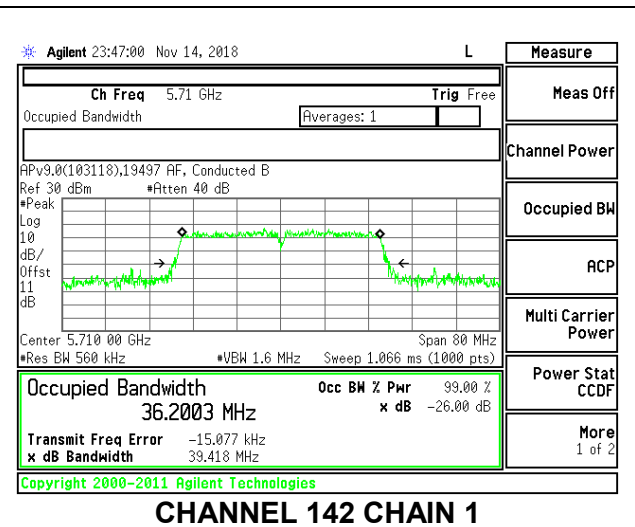 Agilent 23:47:00 Nov 14, 2018 L
Measure
Ch Freq 5.71 GHz Trig Free
Meas Off
Occupied Bandwidth Averages: 1
Channel Power
APv9.0(103118),19497 AF, Conducted B
Ref 30 dBm #Atten 40 dB
#Peak
Log
10
dB/
Offst
11
dB
Occupied BW
ACP
Multi Carrier
Power
Center 5.710 00 GHz Span 80 MHz
#Res BW 560 kHz #VBW 1.6 MHz Sweep 1.066 ms (1000 pts)
Power Stat
CCDF
Occupied Bandwidth Occ BW % Pwr 99.00 %
36.2003 MHz x dB -26.00 dB
Transmit Freq Error -15.077 kHz
x dB Bandwidth 39.418 MHz
More
1 of 2
Copyright 2000-2011 Agilent Technologies
CHANNEL 142 CHAIN 1